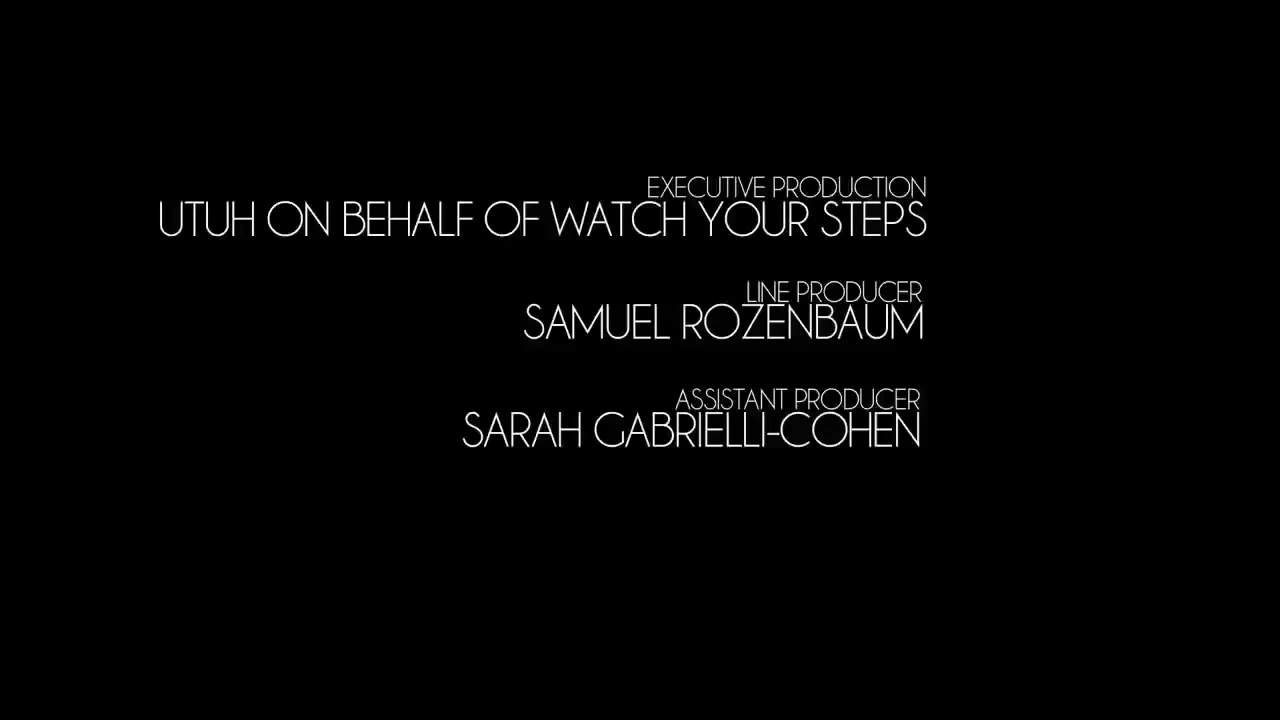 EXECUTIVE PRODUCTION
UTUH ON BEHALF OF WATCH YOUR STEPS
LINE PRODUCER
SAMUEL ROZENBAUM
ASSISTANT PRODUCER
SARAH GABRIELLI-COHEN